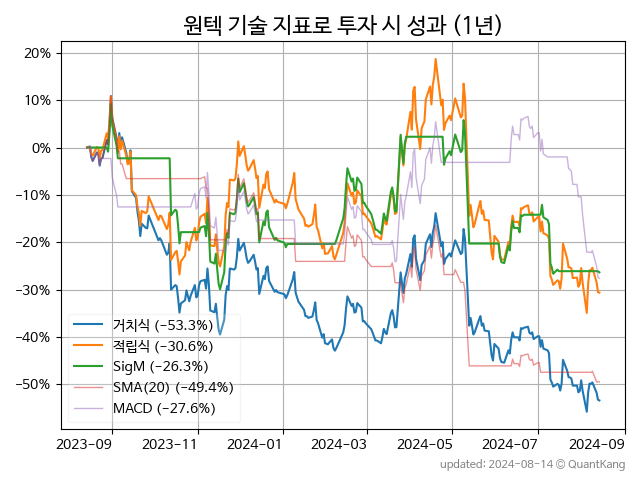 원텍 기술 지표로 투자 시 성과 (1년)
20%
10%
0%
−10%
−20%
−30%
−40%
−50%
거치식 (−53.3%)
적립식 (−30.6%)
SigM (−26.3%)
SMA(20) (−49.4%)
MACD (−27.6%)
2023-09 2023-11 2024-01 2024-03 2024-05 2024-07 2024-09
updated: 2024-08-14 © QuantKang